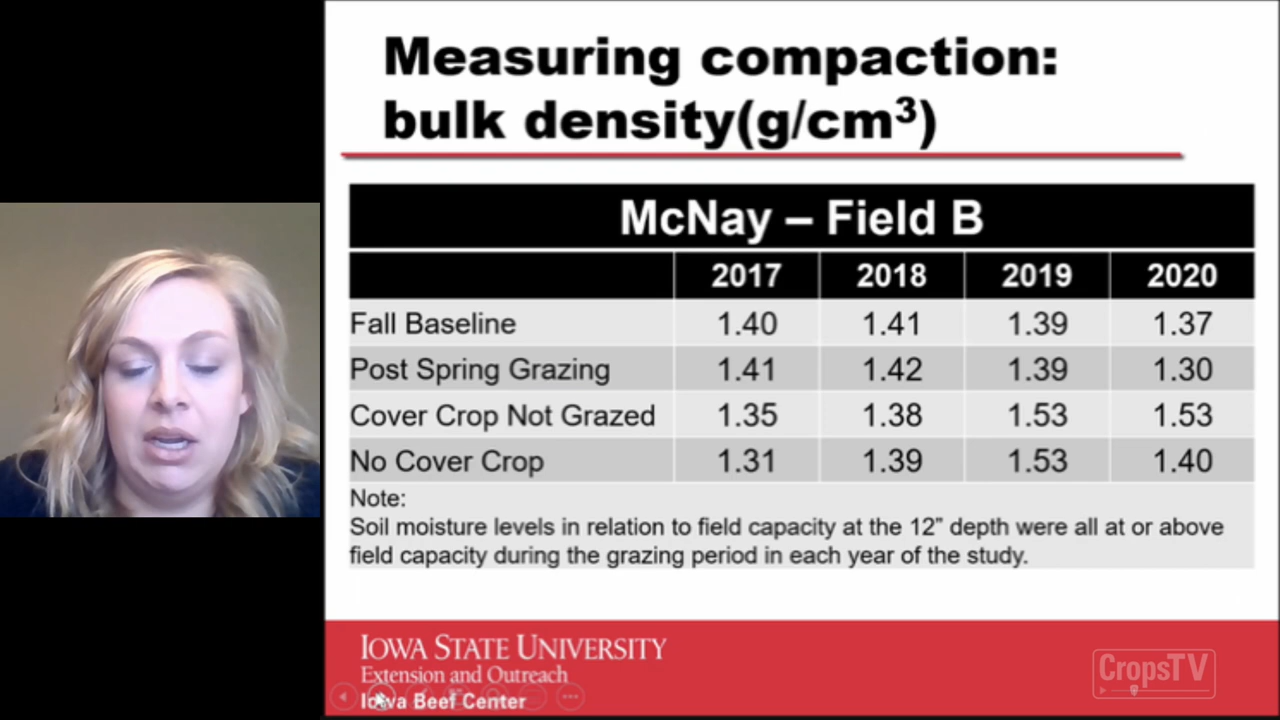 Measuring compaction:
bulk density(g/cm³)
McNay – Field B
2017 2018 2019 2020
Fall Baseline 1.40 1.41 1.39 1.37
Post Spring Grazing 1.41 1.42 1.39 1.30
Cover Crop Not Grazed 1.35 1.38 1.53 1.53
No Cover Crop 1.31 1.39 1.53 1.40
Note:
Soil moisture levels in relation to field capacity at the 12” depth were all at or above
field capacity during the grazing period in each year of the study.
IOWA STATE UNIVERSITY
Extension and Outreach
Iowa Beef Center
CropsTV